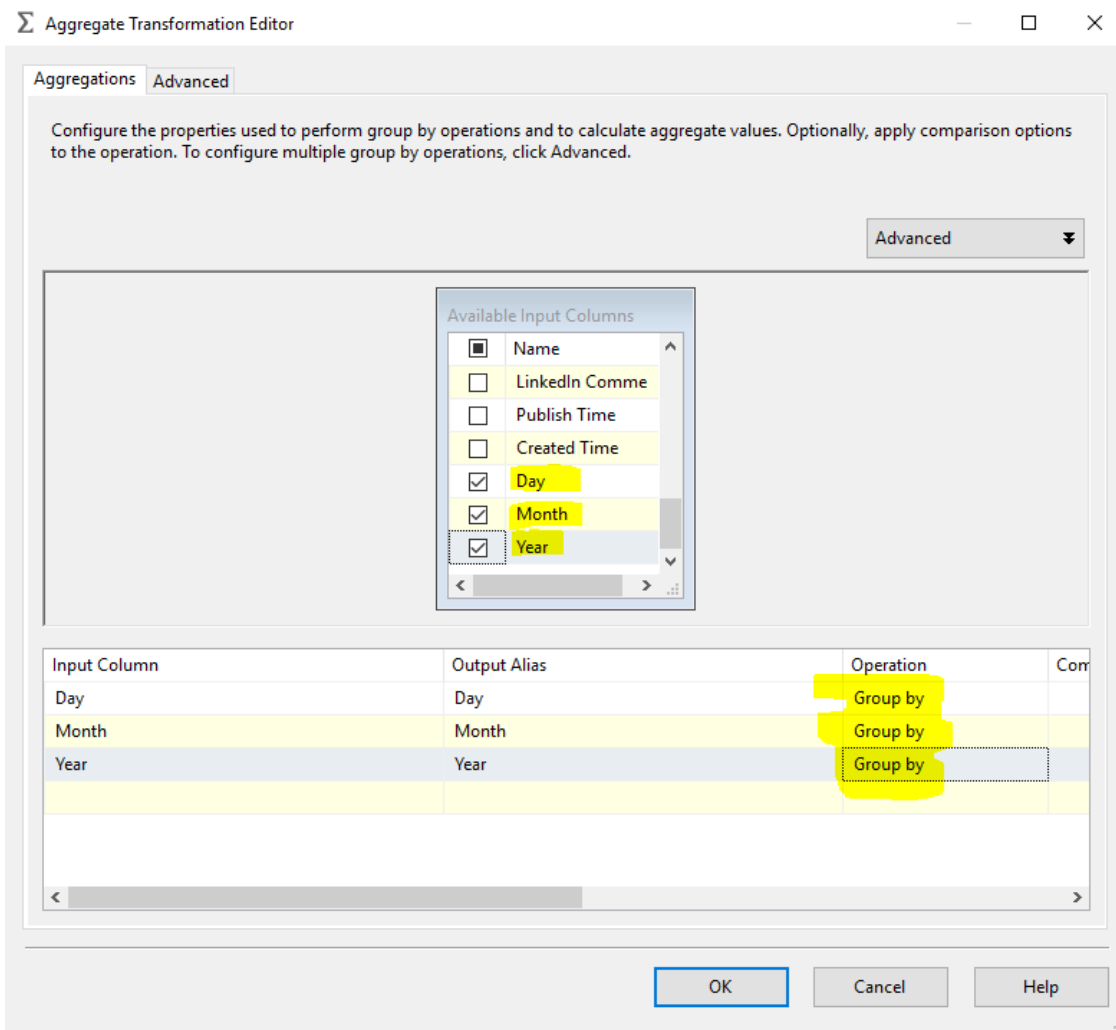 Aggregate Transformation Editor
Aggregations Advanced
Configure the properties used to perform group by operations and to calculate aggregate values. Optionally, apply comparison options
to the operation. To configure multiple group by operations, click Advanced.
Advanced
Available Input Columns
Name
LinkedIn Comme
Publish Time
Created Time
Day
Month
Year
Input Column Output Alias Operation Com
Day Day Group by
Month Month Group by
Year Year Group by
OK Cancel Help